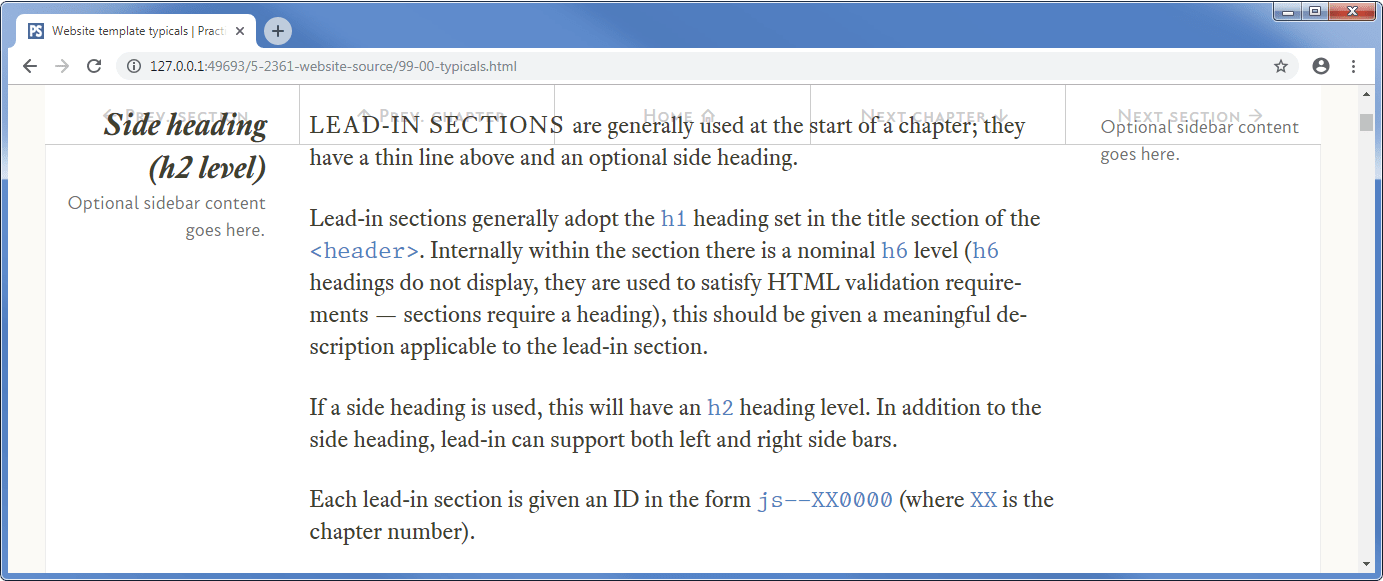 Website template typicals | Practi
127.0.0.1:49693/5-2361-website-source/99-00-typicals.html
← Prev. section ↑ Prev. chapter Home Next chapter ↓ Next section →
Side heading
(h2 level)
Optional sidebar content
goes here.
LEAD-IN SECTIONS are generally used at the start of a chapter; they
have a thin line above and an optional side heading.
Lead-in sections generally adopt the h1 heading set in the title section of the
<header>. Internally within the section there is a nominal h6 level (h6
headings do not display, they are used to satisfy HTML validation require-
ments — sections require a heading), this should be given a meaningful de-
scription applicable to the lead-in section.
If a side heading is used, this will have an h2 heading level. In addition to the
side heading, lead-in can support both left and right side bars.
Each lead-in section is given an ID in the form js--XX0000 (where XX is the
chapter number).
Optional sidebar content
goes here.